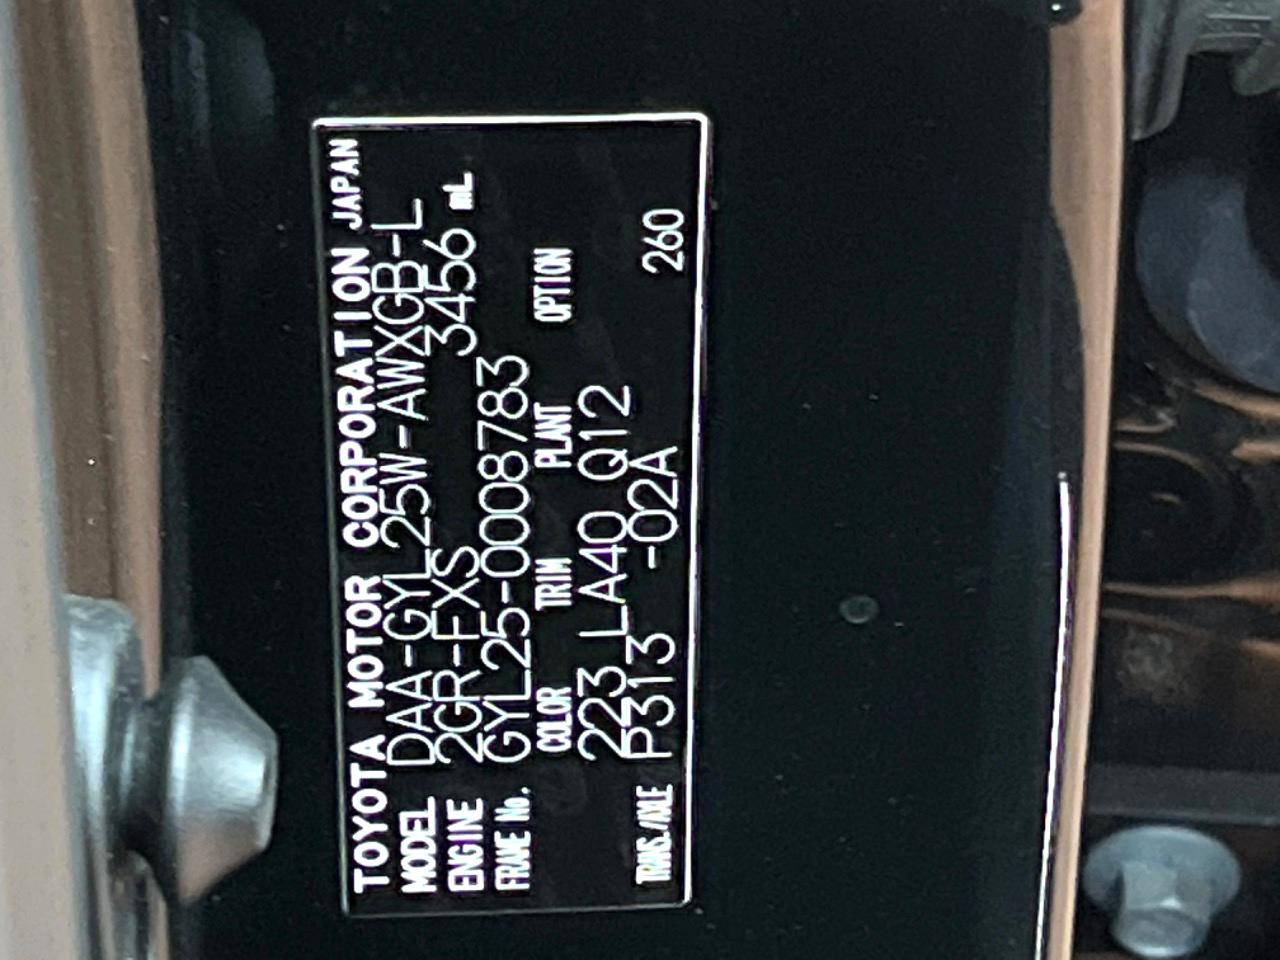 TOYOTA MOTOR CORPORATION JAPAN
MODEL DAA-GYL25W-AWXGB-L
ENGINE 2GR-FXS 3456 mL
FRAME No. GYL25-0008783
COLOR TRIM PLANT OPTION
223 LA40 Q12
TRANS./AXLE P313 -02A 260